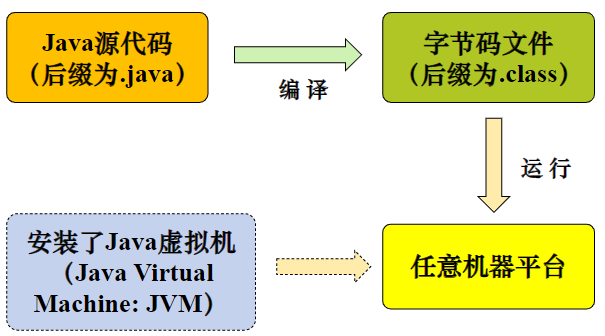 Java源代码
（后缀为.java）
编 译
字节码文件
（后缀为.class）
运 行
安装了Java虚拟机
（Java Virtual
Machine: JVM）
任意机器平台